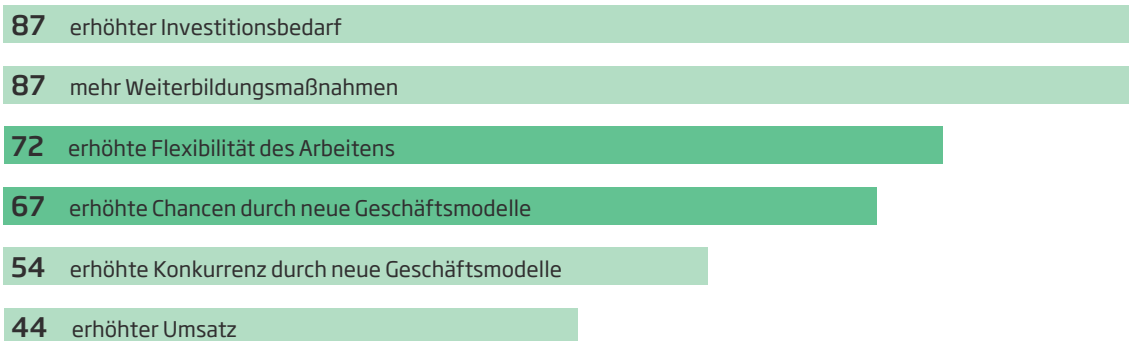 87 erhöhter Investitionsbedarf
87 mehr Weiterbildungsmaßnahmen
72 erhöhte Flexibilität des Arbeitens
67 erhöhte Chancen durch neue Geschäftsmodelle
54 erhöhte Konkurrenz durch neue Geschäftsmodelle
44 erhöhter Umsatz